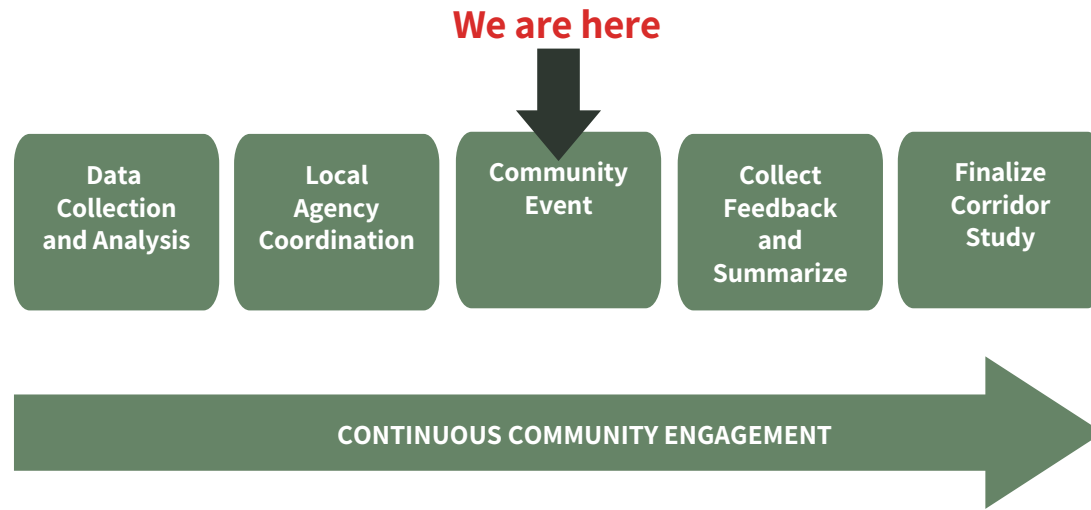 We are here
Data
Collection
and Analysis
Local
Agency
Coordination
Community
Event
Collect
Feedback
and
Summarize
Finalize
Corridor
Study
CONTINUOUS COMMUNITY ENGAGEMENT